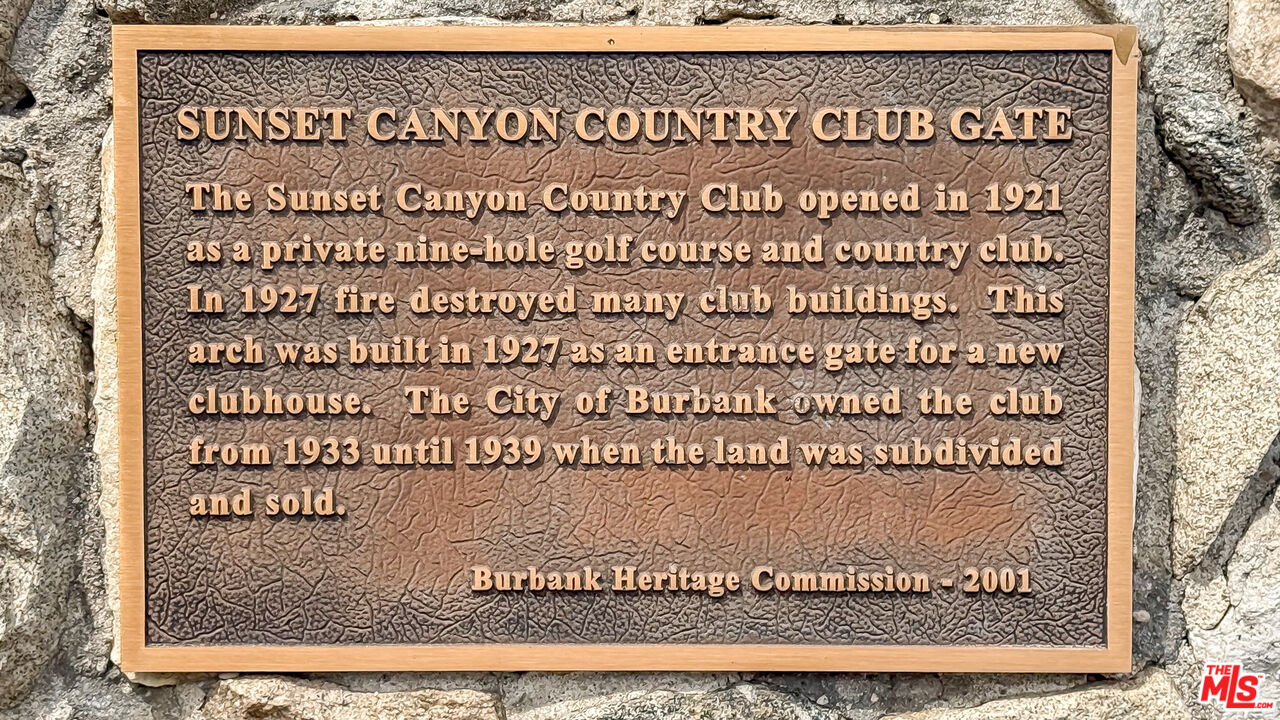 SUNSET CANYON COUNTRY CLUB GATE
The Sunset Canyon Country Club opened in 1921
as a private nine-hole golf course and country club.
In 1927 fire destroyed many club buildings. This
arch was built in 1927 as an entrance gate for a new
clubhouse. The City of Burbank owned the club
from 1933 until 1939 when the land was subdivided
and sold.
Burbank Heritage Commission - 2001
THE
MLS™
.COM